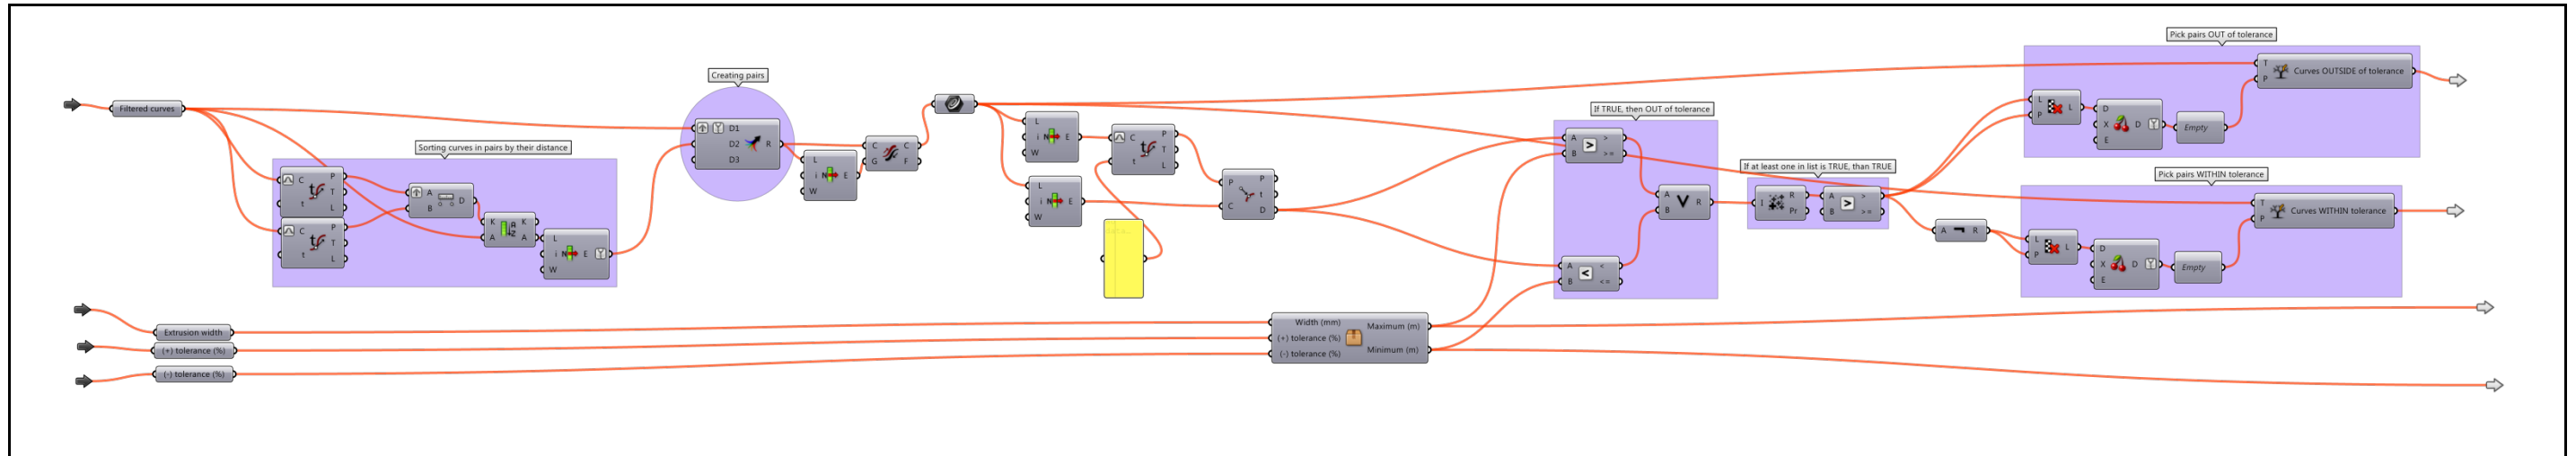 Filtered curves
Sorting curves in pairs by their distance
C
t
P
T
L
C
t
P
T
L
A
B
D
K
A
K
A
L
i
W
N
E
Creating pairs
D1
D2
D3
R
L
i
W
N
E
C
G
C
F
L
i
W
N
E
L
i
W
N
E
C
t
P
T
L
P
C
P
t
D
Extrusion width
(+) tolerance (%)
(-) tolerance (%)
Width (mm)
(+) tolerance (%)
(-) tolerance (%)
Maximum (m)
Minimum (m)
If TRUE, then OUT of tolerance
A
B
>
>
>=
A
B
<
<
<=
A
B
V
R
If at least one in list is TRUE, than TRUE
I
R
Pr
A
B
>
>
>=
A
R
Pick pairs OUT of tolerance
L
P
L
D
X
E
D
Empty
T
P
Curves OUTSIDE of tolerance
Pick pairs WITHIN tolerance
L
P
L
D
X
E
D
Empty
T
P
Curves WITHIN tolerance